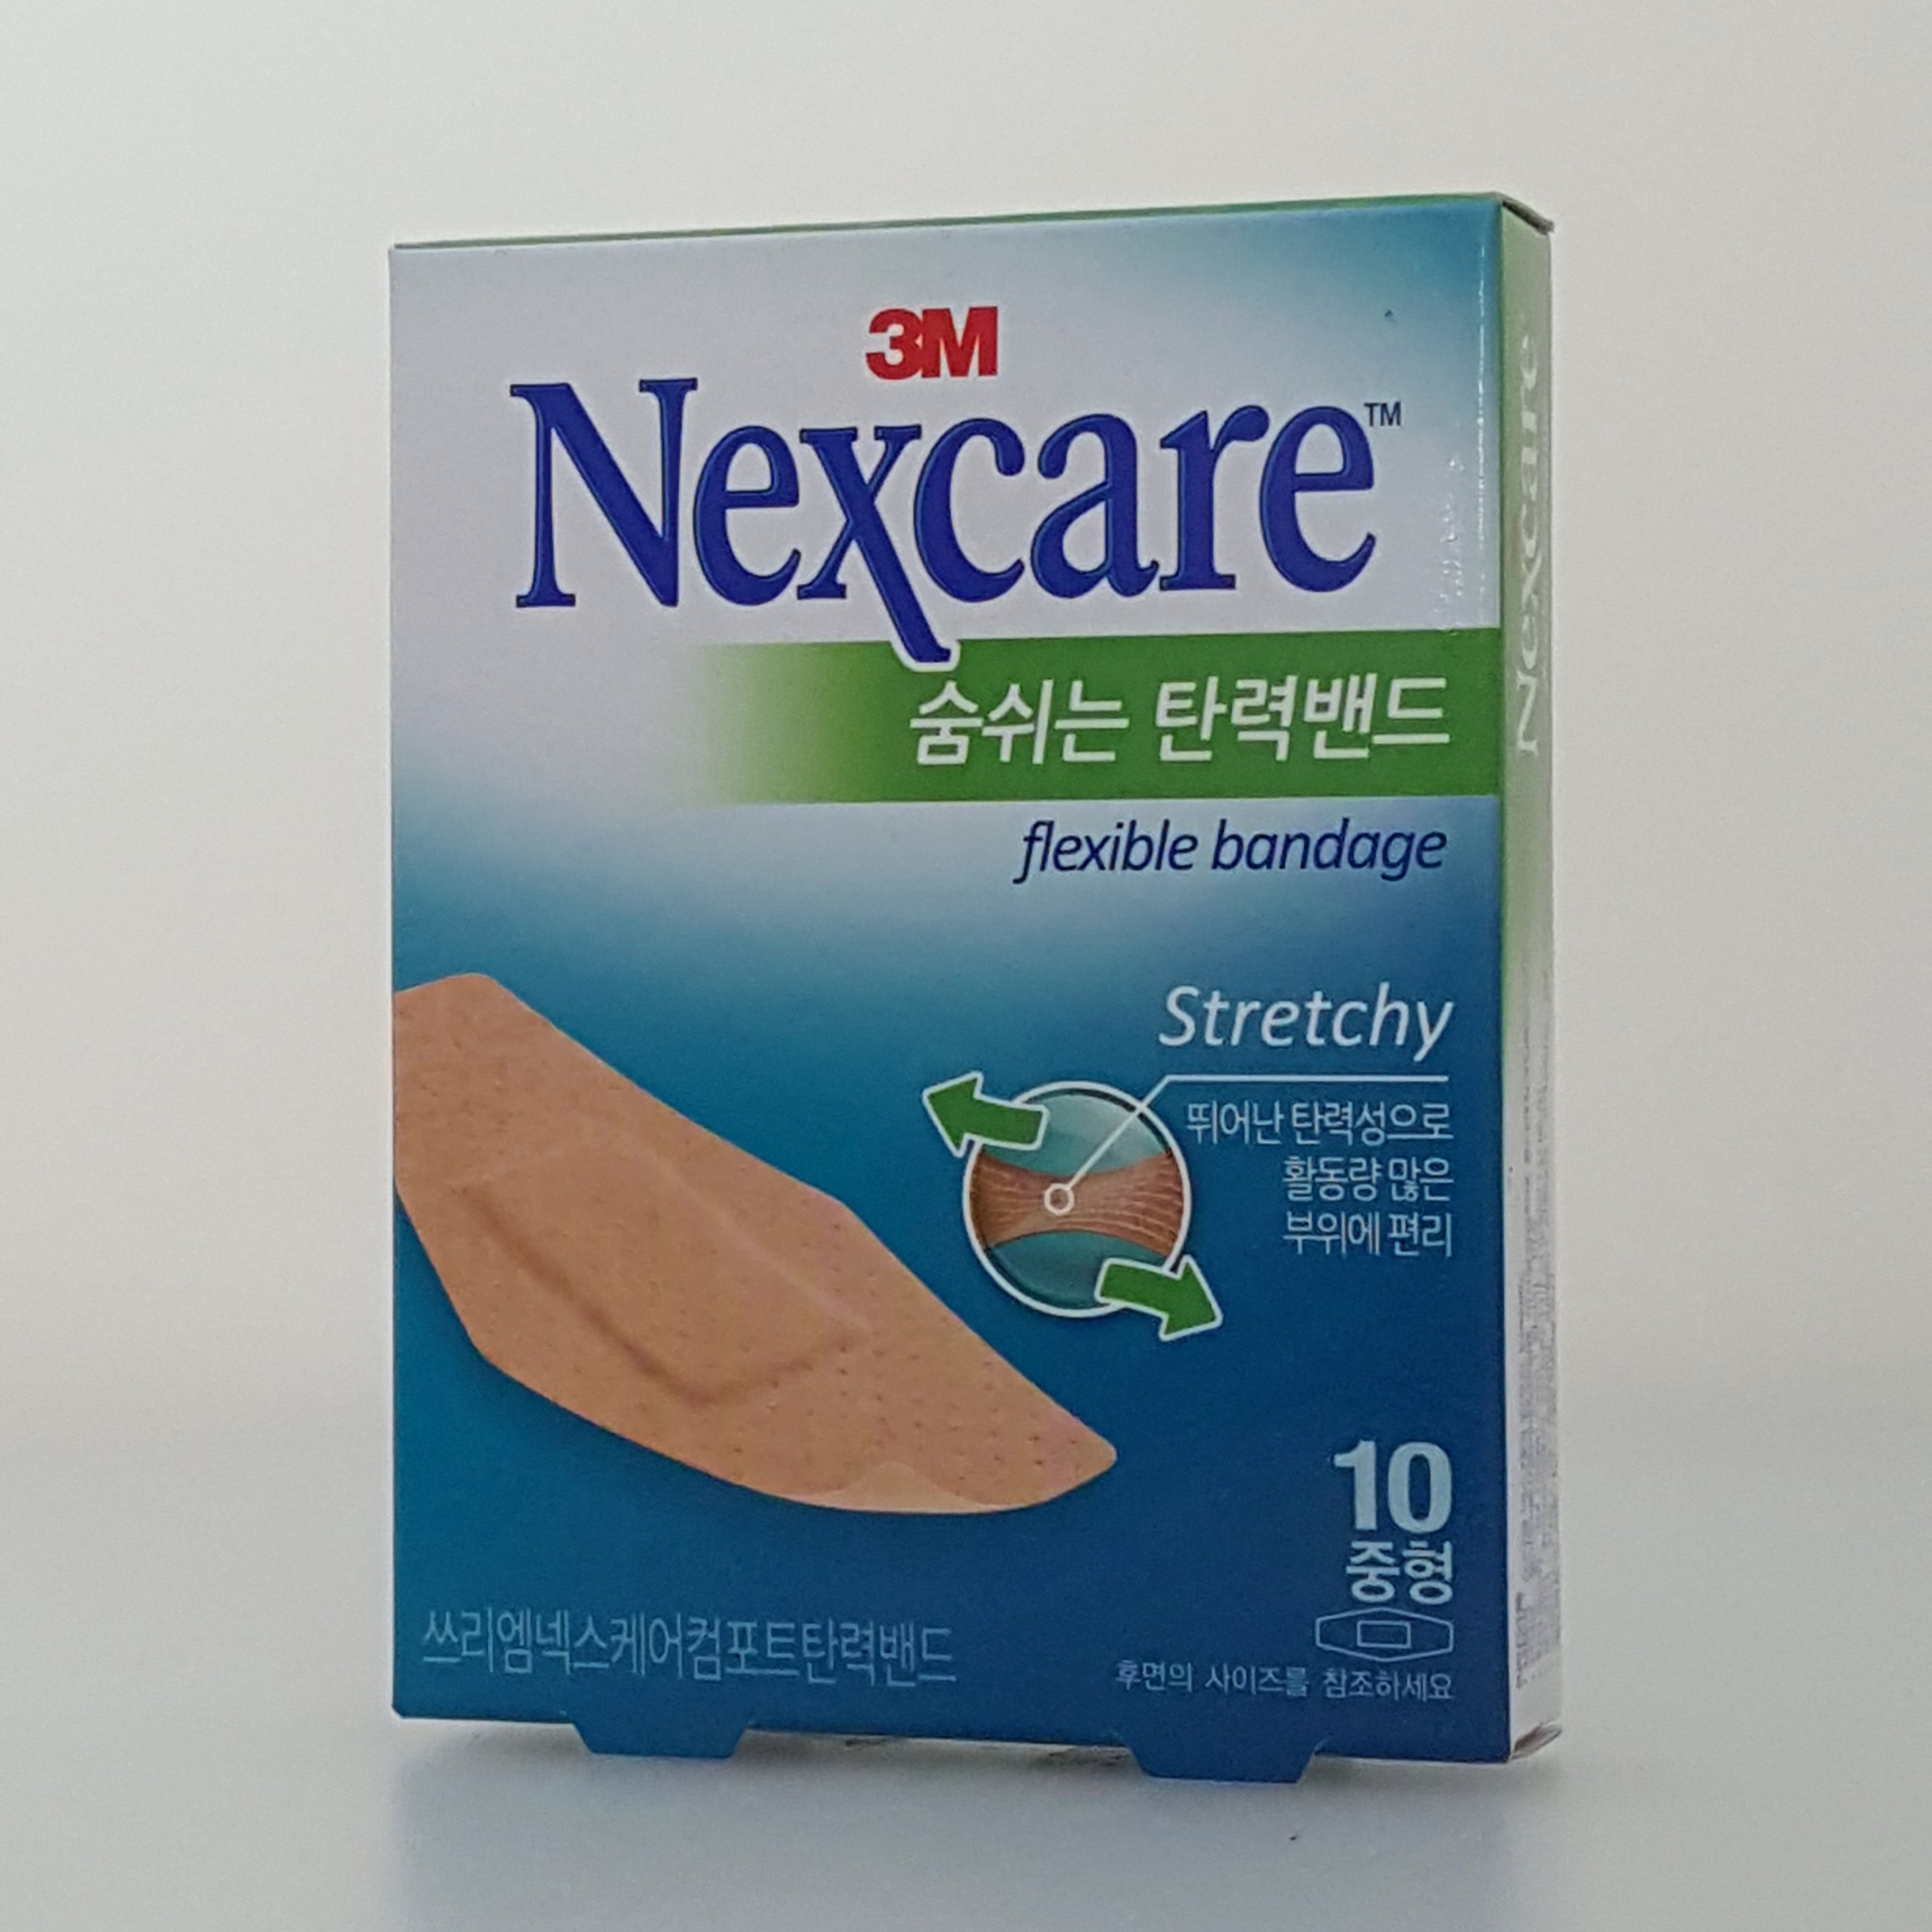 3M
Nexcare™
숨쉬는 탄력밴드
flexible bandage
Stretchy
뛰어난 탄력성으로
활동량 많은
부위에 편리
10
중형
쓰리엠넥스케어컴포트탄력밴드
후면의 사이즈를 참조하세요
Nexcare